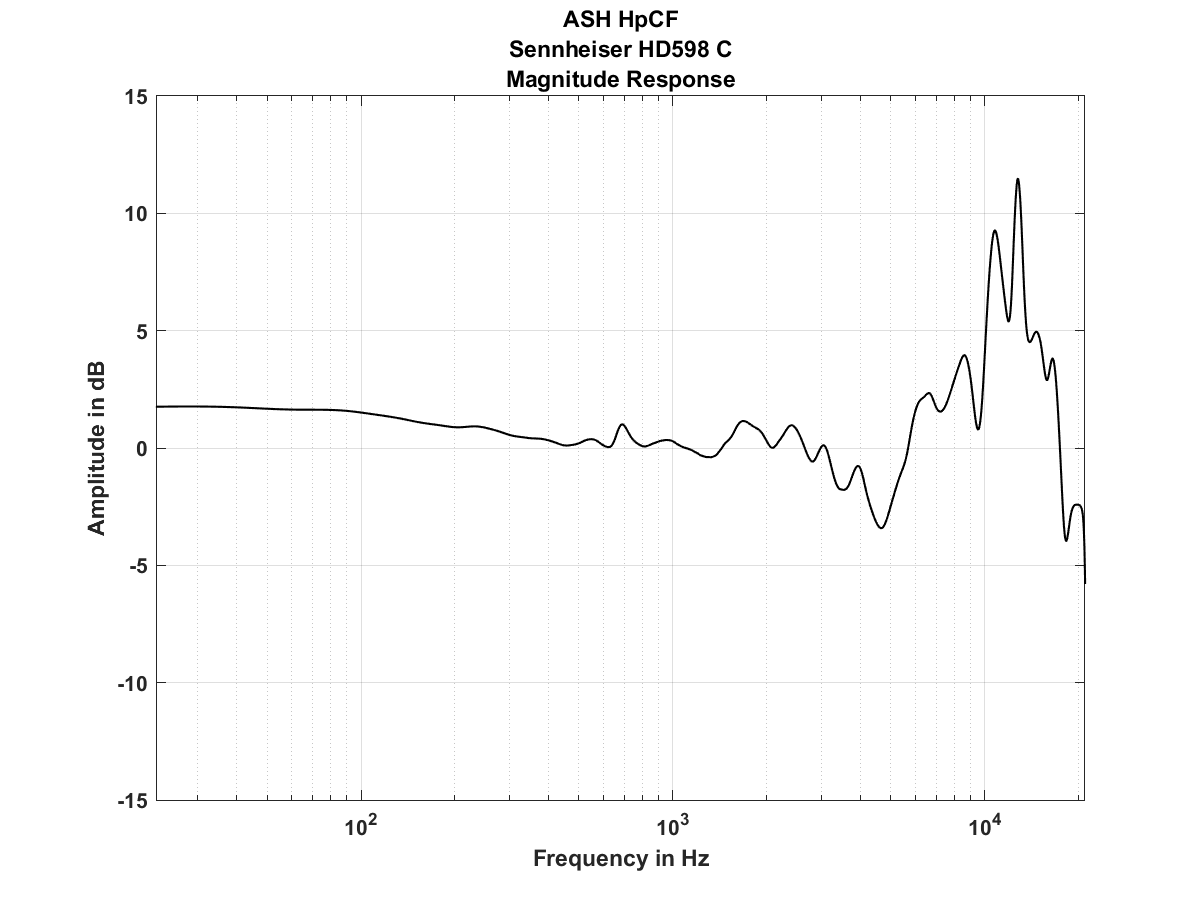 ASH HpCF
Sennheiser HD598 C
Magnitude Response
15
10
5
0
-5
-10
-15
Amplitude in dB
10²
10³
10⁴
Frequency in Hz